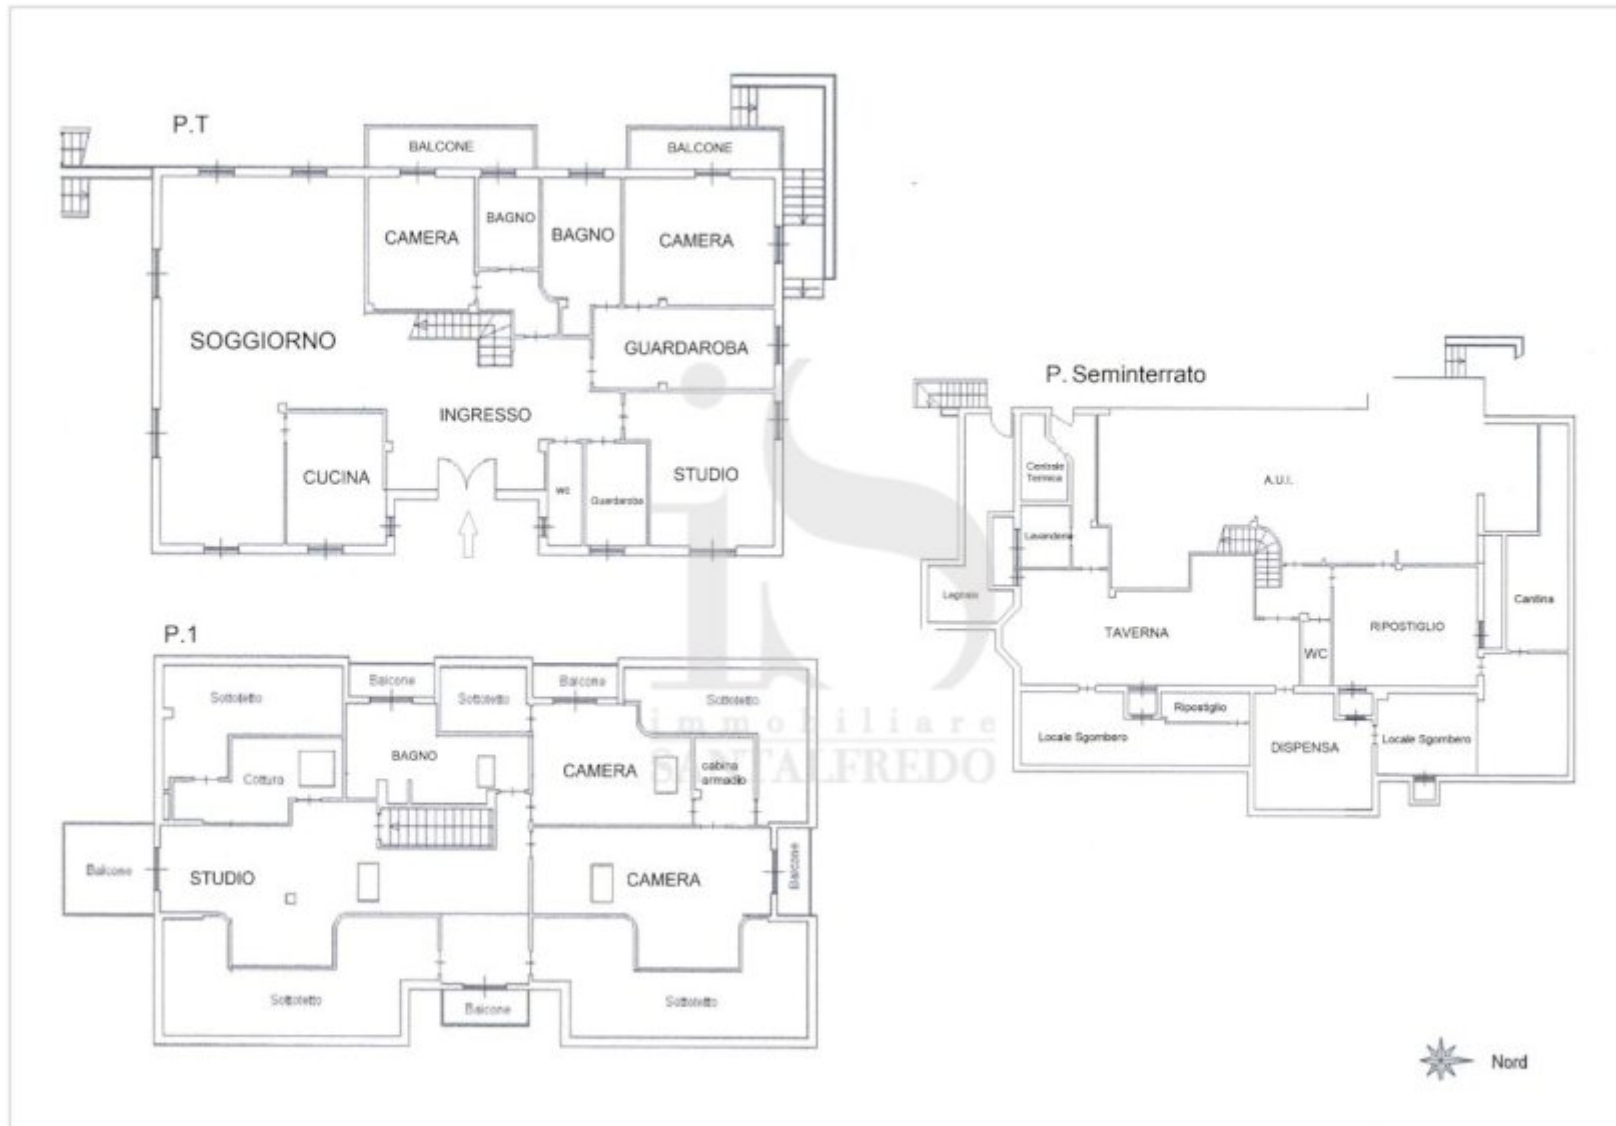 P.T
BALCONE
BALCONE
CAMERA
BAGNO
BAGNO
CAMERA
SOGGIORNO
GUARDAROBA
INGRESSO
CUCINA
WC
Guardaroba
STUDIO
P.1
Sottotetto
Balcone
Sottotetto
Balcone
Sottotetto
BAGNO
Cottura
CAMERA
cabina
armadio
Balcone
STUDIO
CAMERA
Balcone
Sottotetto
Balcone
Sottotetto
P. Seminterrato
Centrale
Termica
A.U.I.
Lavanderia
Legnaia
Cantina
TAVERNA
RIPOSTIGLIO
WC
Ripostiglio
Locale Sgombero
DISPENSA
Locale Sgombero
iS
immobiliare
SANTALFREDO
Nord